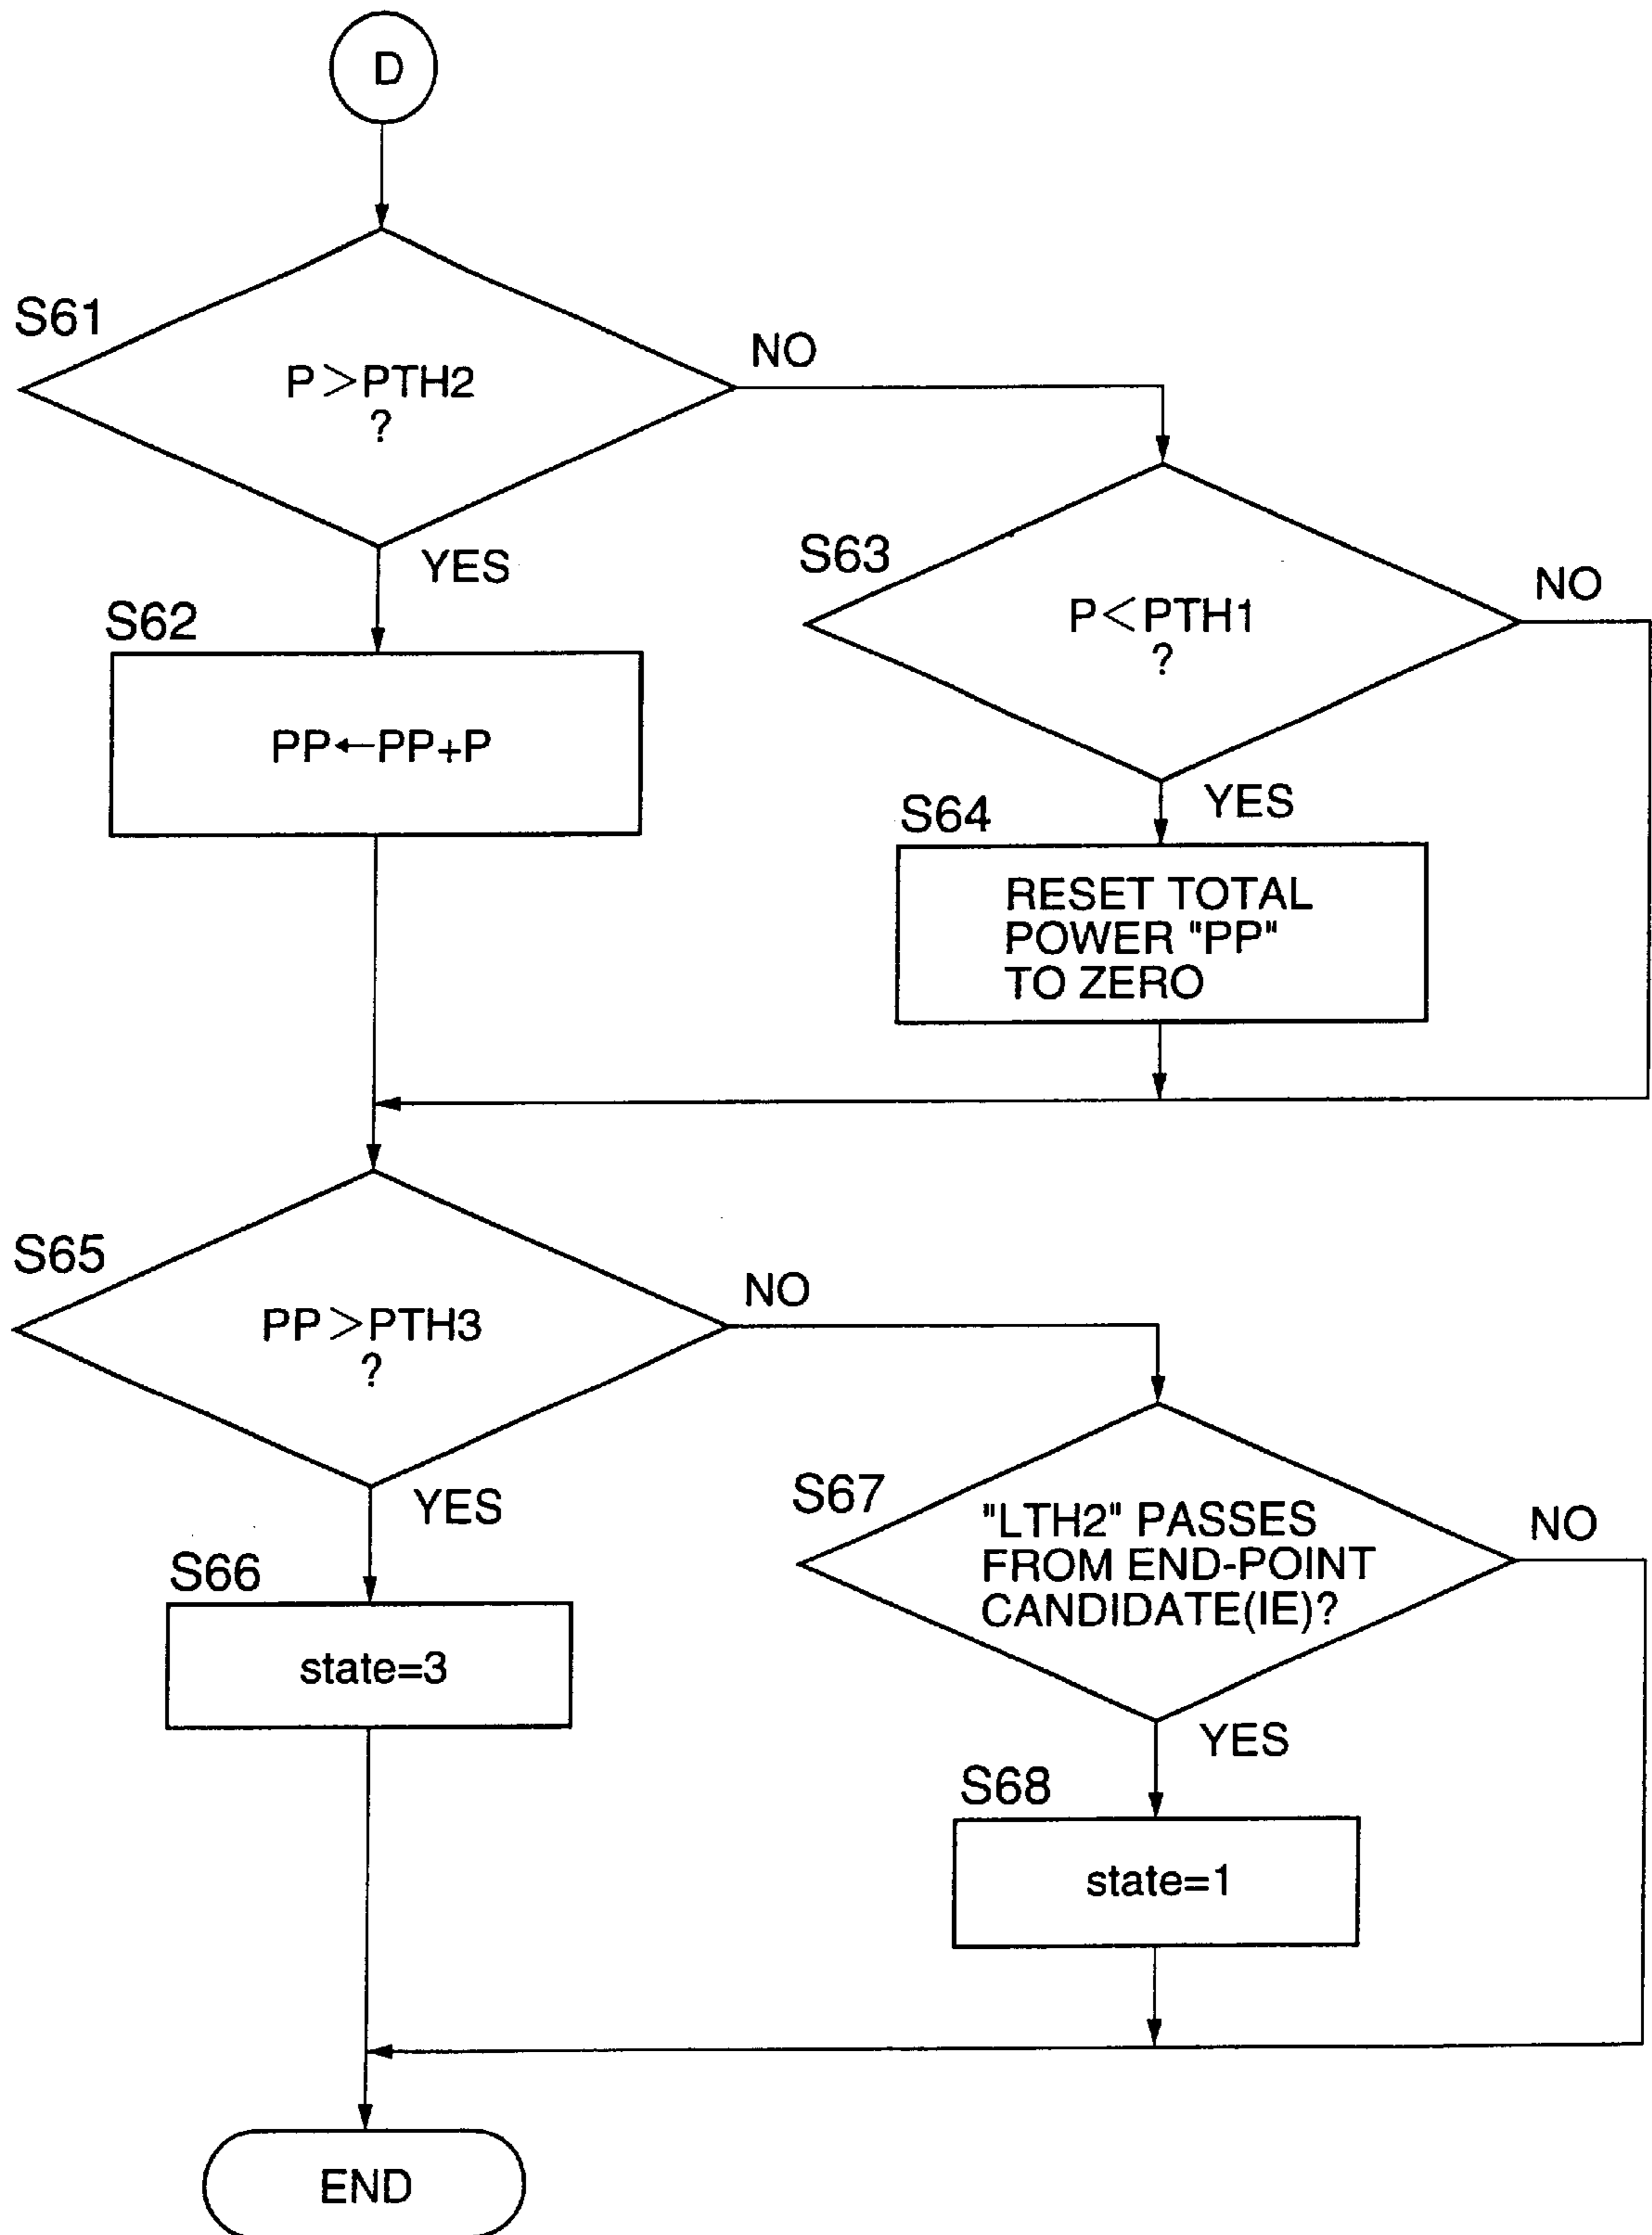 D
S61
P>PTH2
?
NO
YES
S62
PP←PP+P
S63
P<PTH1
?
NO
YES
S64
RESET TOTAL
POWER "PP"
TO ZERO
S65
PP>PTH3
?
NO
YES
S66
state=3
S67
"LTH2" PASSES
FROM END-POINT
CANDIDATE(IE)?
NO
YES
S68
state=1
END